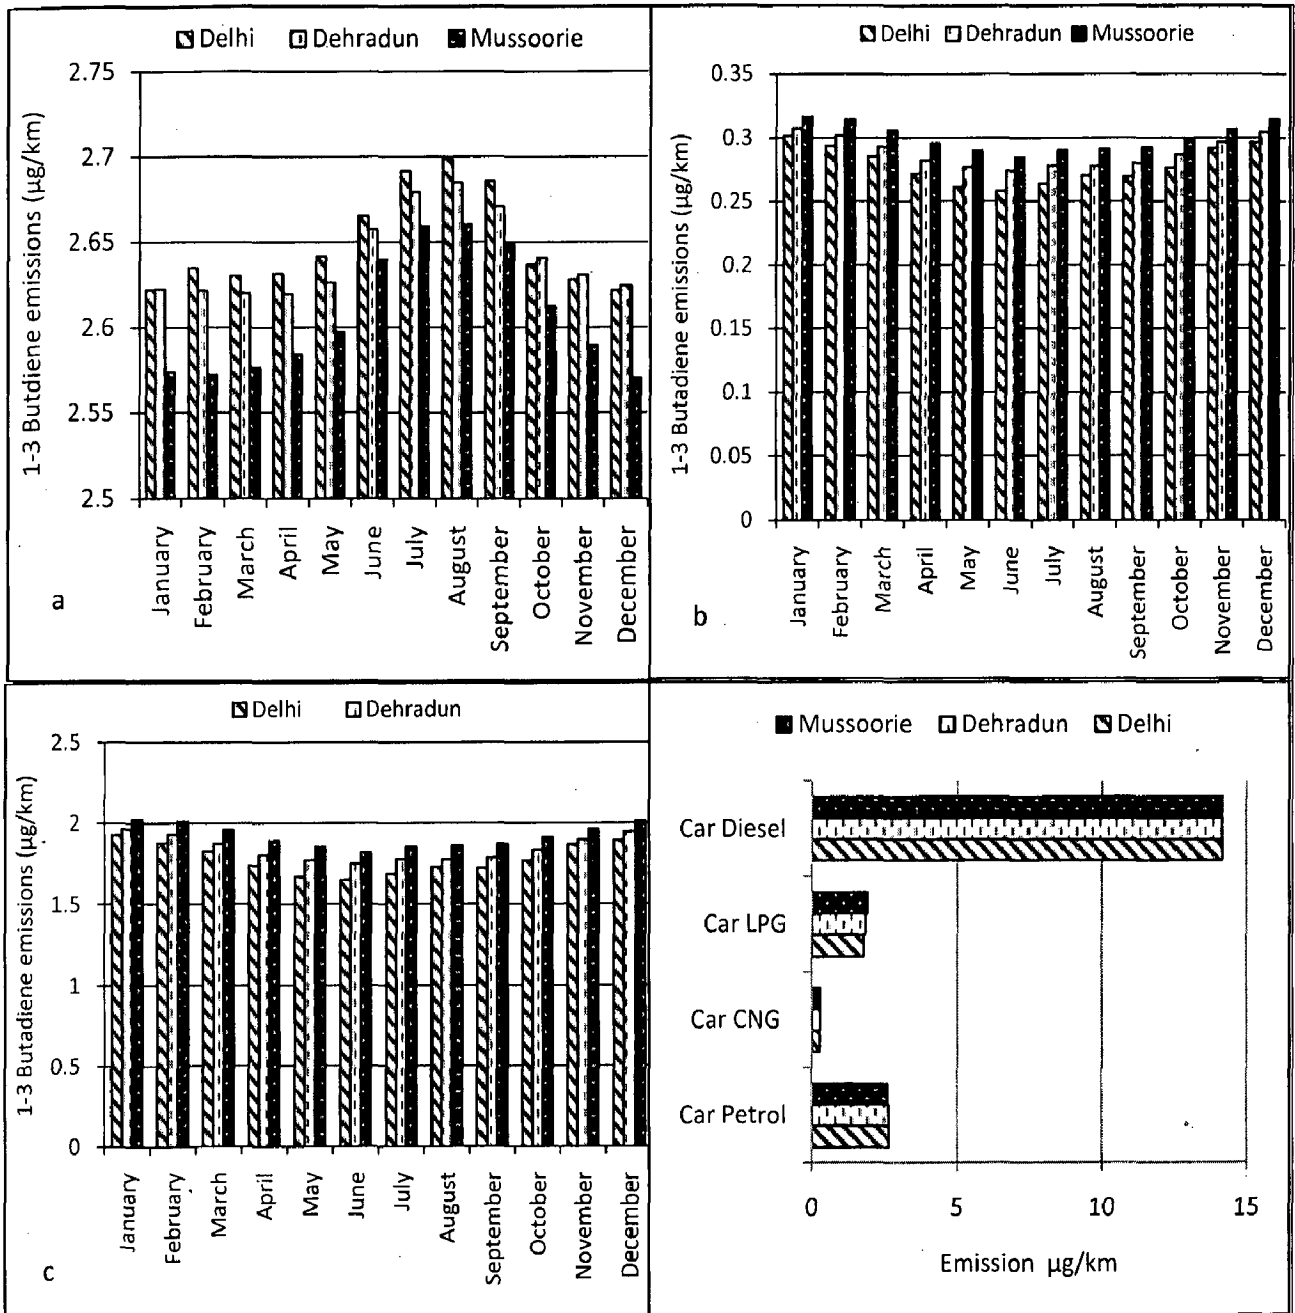 Delhi Dehradun Mussoorie
1-3 Butdiene emissions (µg/km)
2.75
2.7
2.65
2.6
2.55
2.5
January
February
March
April
May
June
July
August
September
October
November
December
a
Delhi Dehradun Mussoorie
1-3 Butadiene emissions (µg/km)
0.35
0.3
0.25
0.2
0.15
0.1
0.05
0
January
February
March
April
May
June
July
August
September
October
November
December
b
Delhi Dehradun
1-3 Butadiene emissions (µg/km)
2.5
2
1.5
1
0.5
0
January
February
March
April
May
June
July
August
September
October
November
December
c
Mussoorie Dehradun Delhi
Car Diesel
Car LPG
Car CNG
Car Petrol
0 5 10 15
Emission µg/km